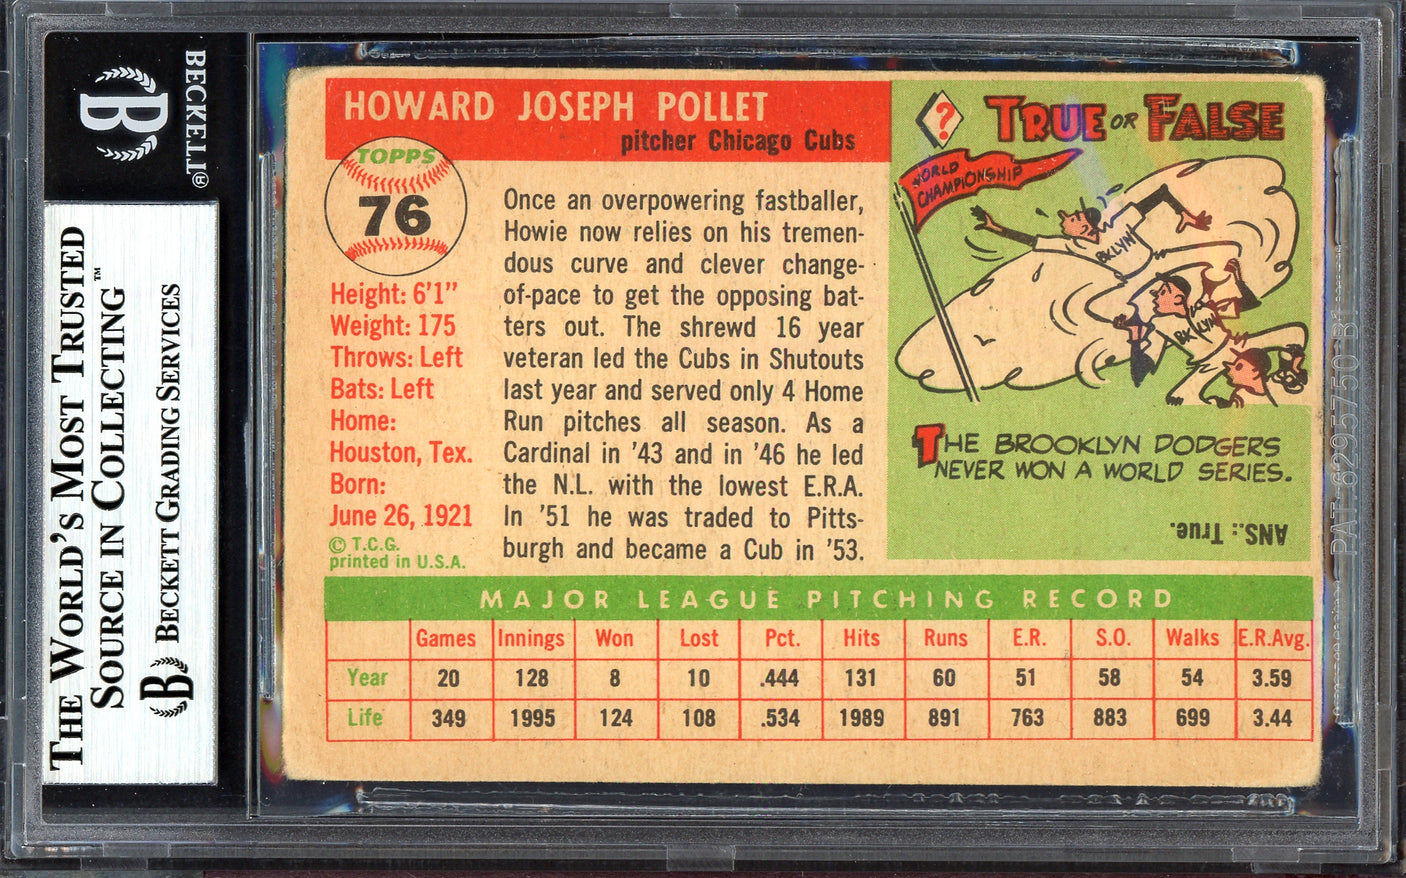 BECKETT®
B
THE WORLD'S MOST TRUSTED
SOURCE IN COLLECTING™
B BECKETT GRADING SERVICES
HOWARD JOSEPH POLLET
pitcher Chicago Cubs
TOPPS
76
Height: 6'1"
Weight: 175
Throws: Left
Bats: Left
Home:
Houston, Tex.
Born:
June 26, 1921
© T.C.G.
printed in U.S.A.
Once an overpowering fastballer,
Howie now relies on his tremen-
dous curve and clever change-
of-pace to get the opposing bat-
ters out. The shrewd 16 year
veteran led the Cubs in Shutouts
last year and served only 4 Home
Run pitches all season. As a
Cardinal in '43 and in '46 he led
the N.L. with the lowest E.R.A.
In '51 he was traded to Pitts-
burgh and became a Cub in '53.
? TRUE OR FALSE
WORLD
CHAMPIONSHIP
BKLYN
BKLYN
THE BROOKLYN DODGERS
NEVER WON A WORLD SERIES.
ANS.: True.
PAT. 6295750 B1
MAJOR LEAGUE PITCHING RECORD
Games Innings Won Lost Pct. Hits Runs E.R. S.O. Walks E.R.Avg.
Year 20 128 8 10 .444 131 60 51 58 54 3.59
Life 349 1995 124 108 .534 1989 891 763 883 699 3.44